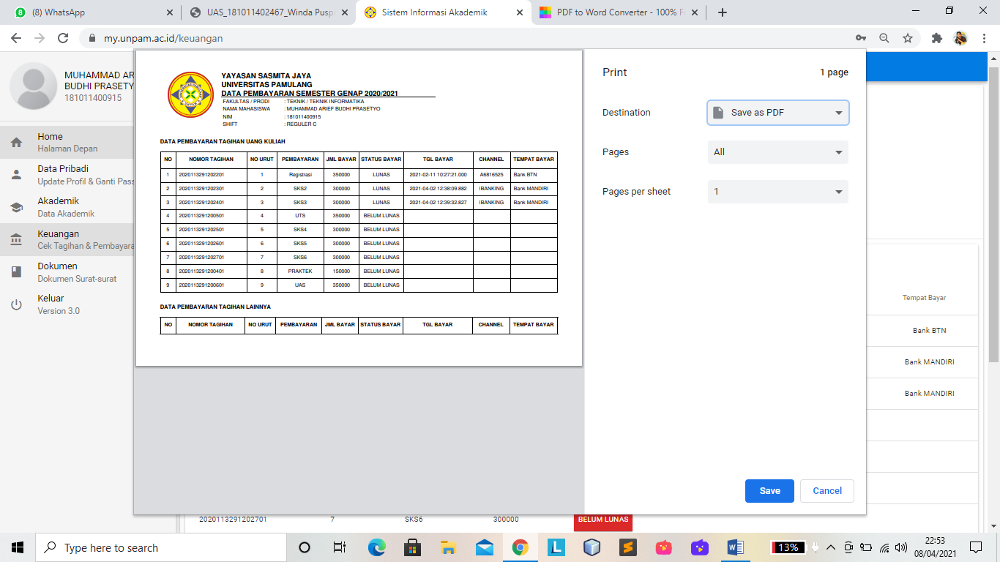 (8) WhatsApp
UAS_181011402467_Winda Pusp
Sistem Informasi Akademik
PDF to Word Converter - 100% F
my.unpam.ac.id/keuangan
MUHAMMAD AR
BUDHI PRASETY
181011400915
Home
Halaman Depan
Data Pribadi
Update Profil & Ganti Pass
Akademik
Data Akademik
Keuangan
Cek Tagihan & Pembayara
Dokumen
Dokumen Surat-surat
Keluar
Version 3.0
YAYASAN SASMITA JAYA
UNIVERSITAS PAMULANG
DATA PEMBAYARAN SEMESTER GENAP 2020/2021
FAKULTAS / PRODI : TEKNIK / TEKNIK INFORMATIKA
NAMA MAHASISWA : MUHAMMAD ARIEF BUDHI PRASETYO
NIM : 181011400915
SHIFT : REGULER C
DATA PEMBAYARAN TAGIHAN UANG KULIAH
NO NOMOR TAGIHAN NO URUT PEMBAYARAN JML BAYAR STATUS BAYAR TGL BAYAR CHANNEL TEMPAT BAYAR
1 2020113291202201 1 Registrasi 350000 LUNAS 2021-02-11 10:27:21.000 A6816525 Bank BTN
2 2020113291202301 2 SKS2 300000 LUNAS 2021-04-02 12:38:09.882 IBANKING Bank MANDIRI
3 2020113291202401 3 SKS3 300000 LUNAS 2021-04-02 12:39:32.827 IBANKING Bank MANDIRI
4 2020113291200501 4 UTS 350000 BELUM LUNAS
5 2020113291202501 5 SKS4 300000 BELUM LUNAS
6 2020113291202601 6 SKS5 300000 BELUM LUNAS
7 2020113291202701 7 SKS6 300000 BELUM LUNAS
8 2020113291200401 8 PRAKTEK 150000 BELUM LUNAS
9 2020113291200601 9 UAS 350000 BELUM LUNAS
DATA PEMBAYARAN TAGIHAN LAINNYA
NO NOMOR TAGIHAN NO URUT PEMBAYARAN JML BAYAR STATUS BAYAR TGL BAYAR CHANNEL TEMPAT BAYAR
Print 1 page
Destination Save as PDF
Pages All
Pages per sheet 1
Save Cancel
Tempat Bayar
Bank BTN
Bank MANDIRI
Bank MANDIRI
2020113291202701 7 SKS6 300000 BELUM LUNAS
Type here to search
13%
22:53
08/04/2021